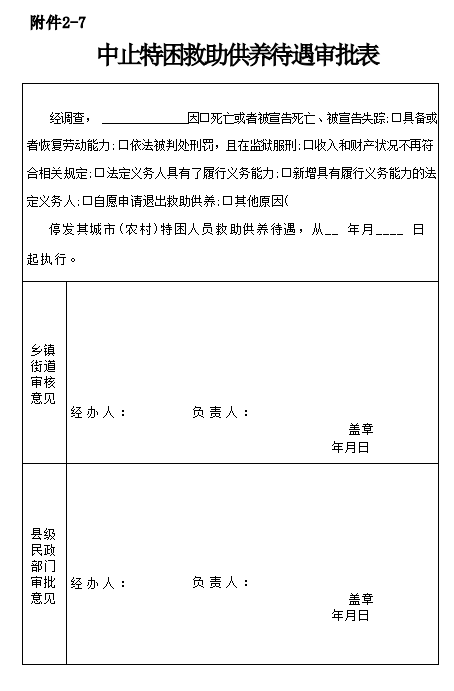 附件2-7
中止特困救助供养待遇审批表
经调查， ____________因☐死亡或者被宣告死亡、被宣告失踪;☐具备或
者恢复劳动能力;☐依法被判处刑罚，且在监狱服刑;☐收入和财产状况不再符
合相关规定;☐法定义务人具有了履行义务能力;☐新增具有履行义务能力的法
定义务人;☐自愿申请退出救助供养;☐其他原因(
停发其城市(农村)特困人员救助供养待遇，从__ 年月____ 日
起执行。
乡镇
街道
审核
意见
经办人： 负责人：
盖章
年月日
县级
民政
部门
审批
意见
经办人： 负责人：
盖章
年月日